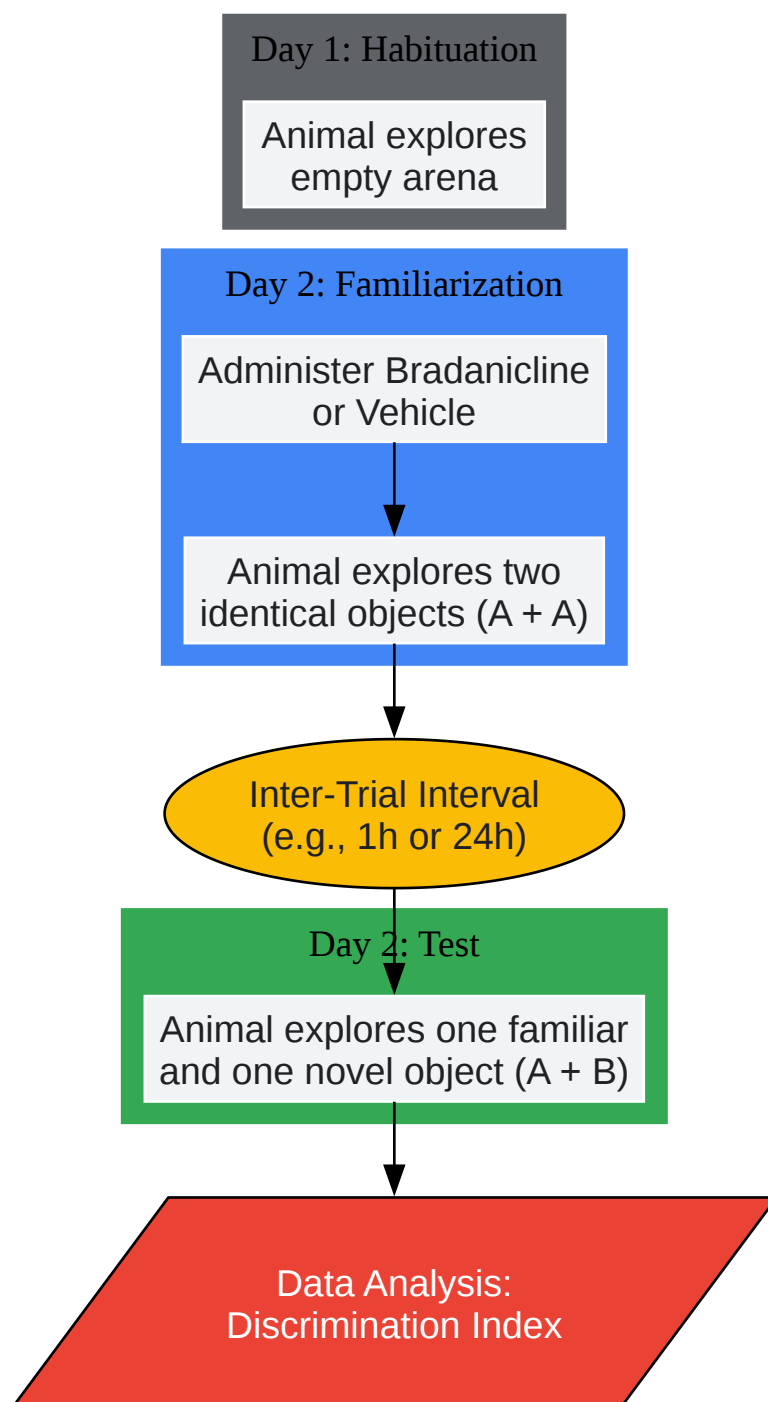 Day 1: Habituation
Animal explores
empty arena
Day 2: Familiarization
Administer Bradanicline
or Vehicle
Animal explores two
identical objects (A + A)
Inter-Trial Interval
(e.g., 1h or 24h)
Day 2: Test
Animal explores one familiar
and one novel object (A + B)
Data Analysis:
Discrimination Index